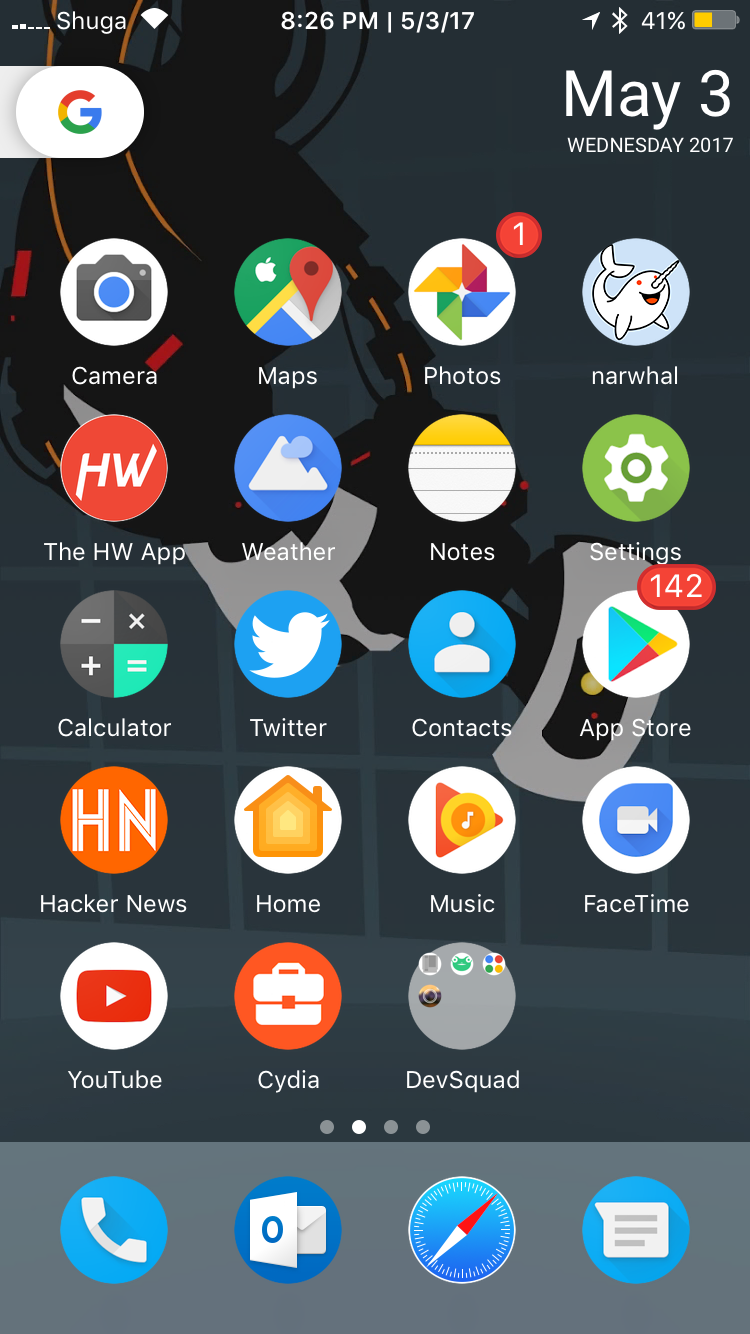 Shuga 8:26 PM | 5/3/17 41%
G May 3
WEDNESDAY 2017
1
Camera Maps Photos narwhal
HW
The HW App Weather Notes Settings
142
Calculator Twitter Contacts App Store
HN
Hacker News Home Music FaceTime
YouTube Cydia DevSquad
O